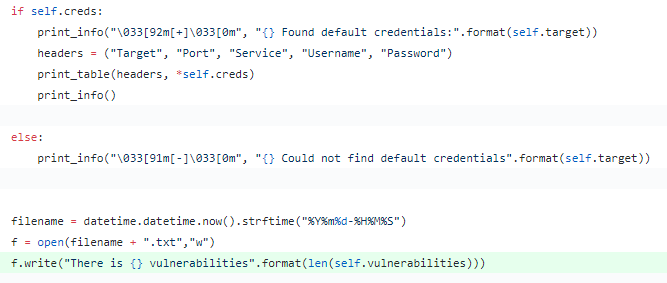 if self.creds:
    print_info("\033[92m[+]\033[0m", "{} Found default credentials:".format(self.target))
    headers = ("Target", "Port", "Service", "Username", "Password")
    print_table(headers, *self.creds)
    print_info()
else:
    print_info("\033[91m[-]\033[0m", "{} Could not find default credentials".format(self.target))
filename = datetime.datetime.now().strftime("%Y%m%d-%H%M%S")
f = open(filename + ".txt","w")
f.write("There is {} vulnerabilities".format(len(self.vulnerabilities)))